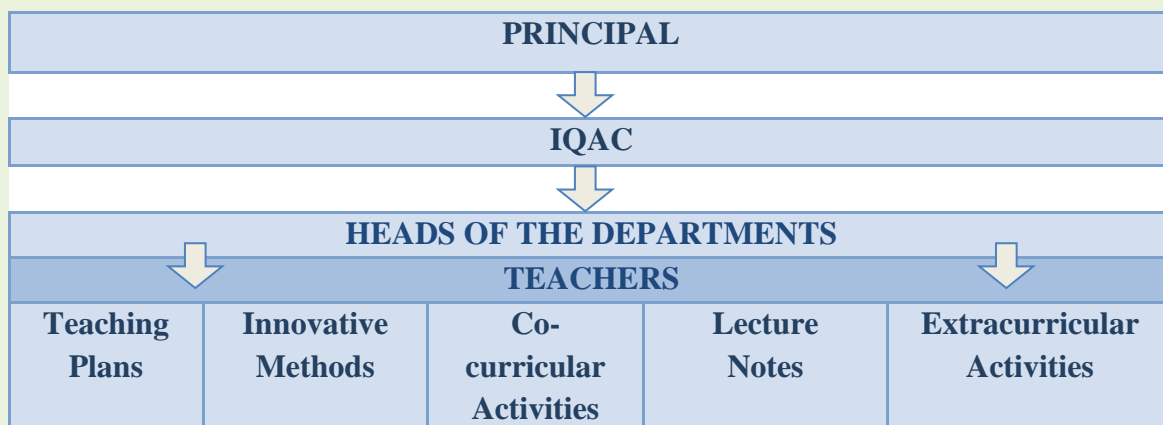 PRINCIPAL
IQAC
HEADS OF THE DEPARTMENTS
TEACHERS
Teaching
Plans
Innovative
Methods
Co-
curricular
Activities
Lecture
Notes
Extracurricular
Activities